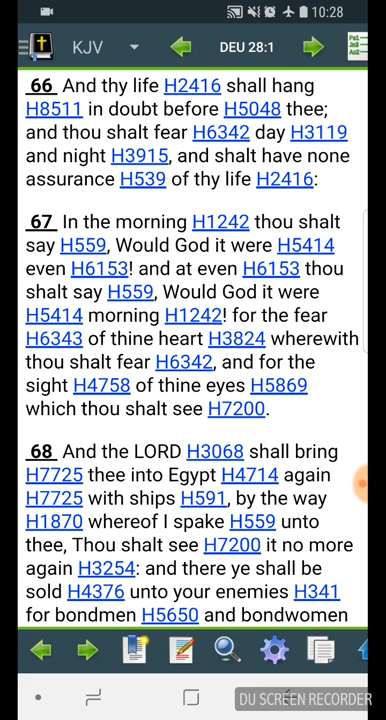 10:28
KJV DEU 28:1
66 And thy life H2416 shall hang
H8511 in doubt before H5048 thee;
and thou shalt fear H6342 day H3119
and night H3915, and shalt have none
assurance H539 of thy life H2416:
67 In the morning H1242 thou shalt
say H559, Would God it were H5414
even H6153! and at even H6153 thou
shalt say H559, Would God it were
H5414 morning H1242! for the fear
H6343 of thine heart H3824 wherewith
thou shalt fear H6342, and for the
sight H4758 of thine eyes H5869
which thou shalt see H7200.
68 And the LORD H3068 shall bring
H7725 thee into Egypt H4714 again
H7725 with ships H591, by the way
H1870 whereof I spake H559 unto
thee, Thou shalt see H7200 it no more
again H3254: and there ye shall be
sold H4376 unto your enemies H341
for bondmen H5650 and bondwomen
DU SCREEN RECORDER